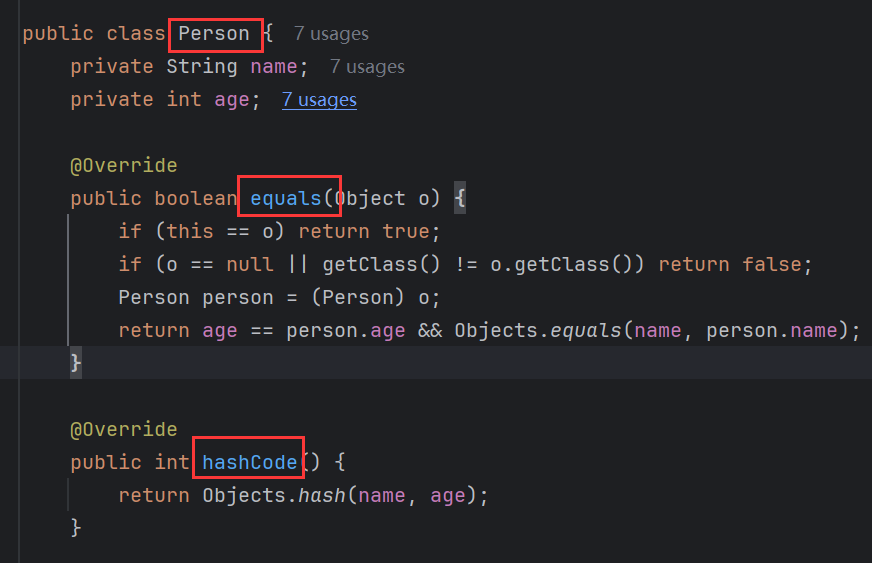 public class Person { 7 usages
private String name; 7 usages
private int age; 7 usages
@Override
public boolean equals(Object o) {
if (this == o) return true;
if (o == null || getClass() != o.getClass()) return false;
Person person = (Person) o;
return age == person.age && Objects.equals(name, person.name);
}
@Override
public int hashCode() {
return Objects.hash(name, age);
}